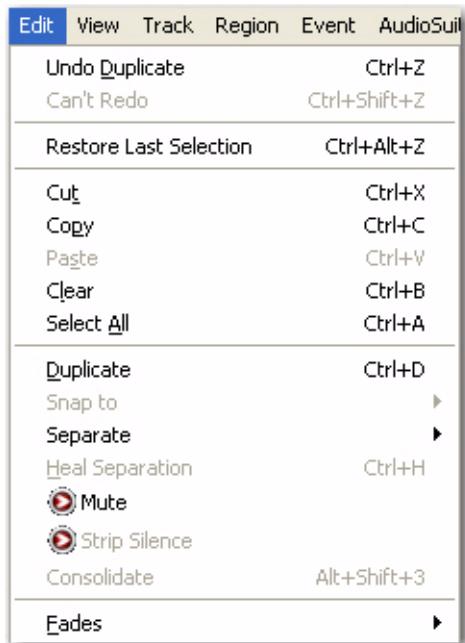 Edit View Track Region Event AudioSuit
Undo Duplicate Ctrl+Z
Can't Redo Ctrl+Shift+Z
Restore Last Selection Ctrl+Alt+Z
Cut Ctrl+X
Copy Ctrl+C
Paste Ctrl+V
Clear Ctrl+B
Select All Ctrl+A
Duplicate Ctrl+D
Snap to
Separate
Heal Separation Ctrl+H
Mute
Strip Silence
Consolidate Alt+Shift+3
Fades